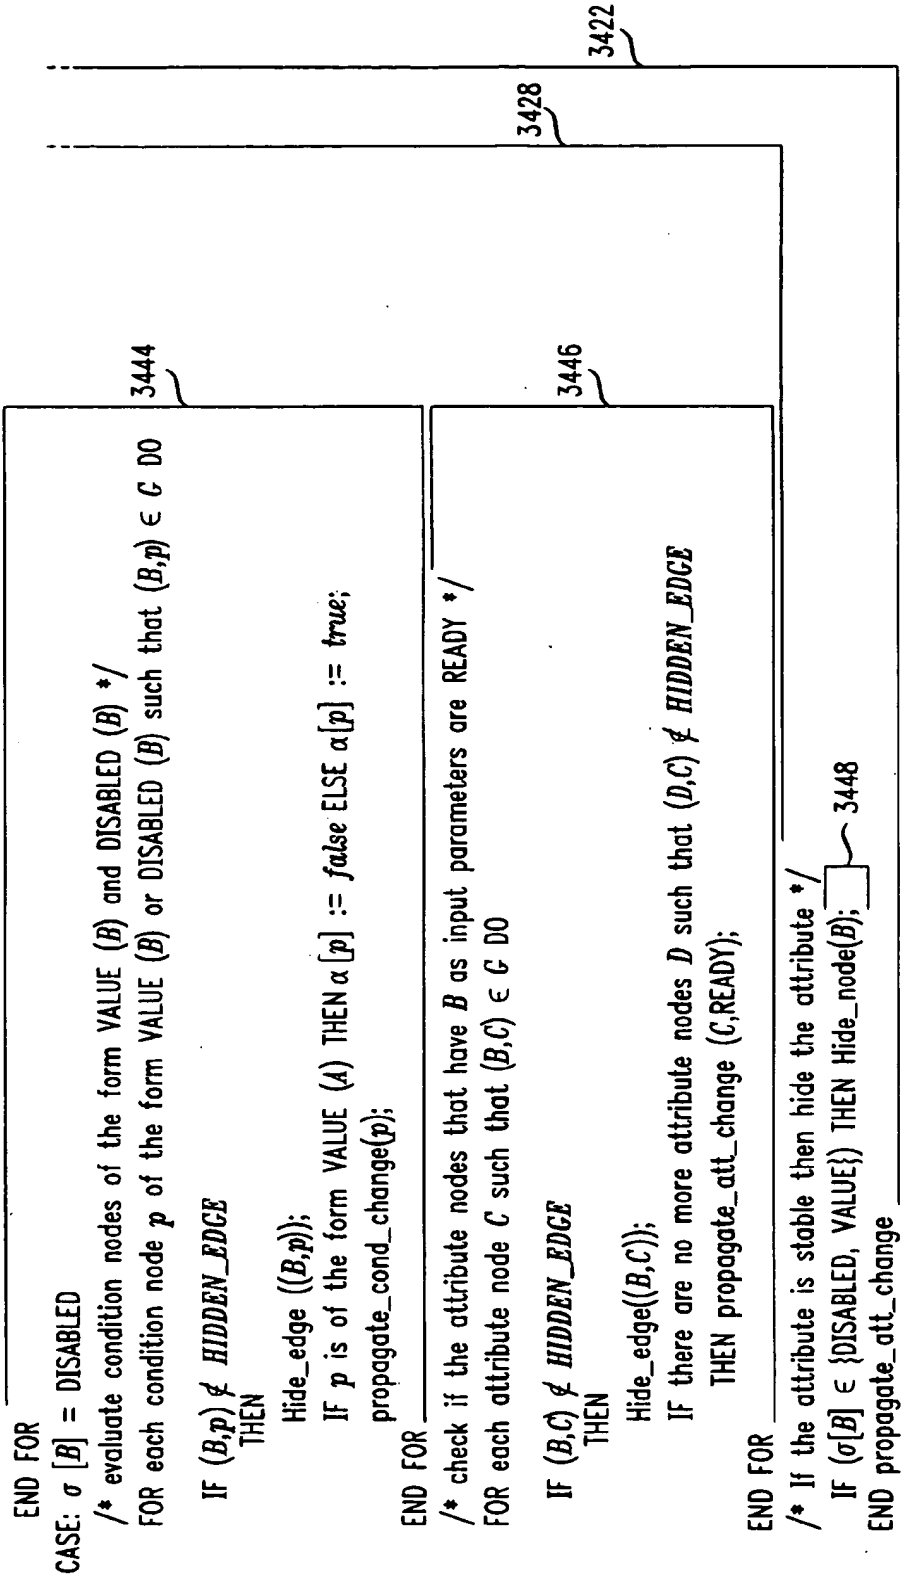 END FOR
CASE: σ [B] = DISABLED
/* evaluate condition nodes of the form VALUE (B) and DISABLED (B) */
FOR each condition node p of the form VALUE (B) or DISABLED (B) such that (B,p) ∈ G DO
IF (B,p) ∉ HIDDEN_EDGE
THEN
Hide_edge ((B,p));
IF p is of the form VALUE (A) THEN α[p] := false ELSE α[p] := true;
propagate_cond_change(p);
3444
END FOR
/* check if the attribute nodes that have B as input parameters are READY */
FOR each attribute node C such that (B,C) ∈ G DO
IF (B,C) ∉ HIDDEN_EDGE
THEN
Hide_edge((B,C));
IF there are no more attribute nodes D such that (D,C) ∉ HIDDEN_EDGE
THEN propagate_att_change (C,READY);
3446
3428
END FOR
/* If the attribute is stable then hide the attribute */
IF (σ[B] ∈ {DISABLED, VALUE}) THEN Hide_node(B);
3448
END propagate_att_change
3422